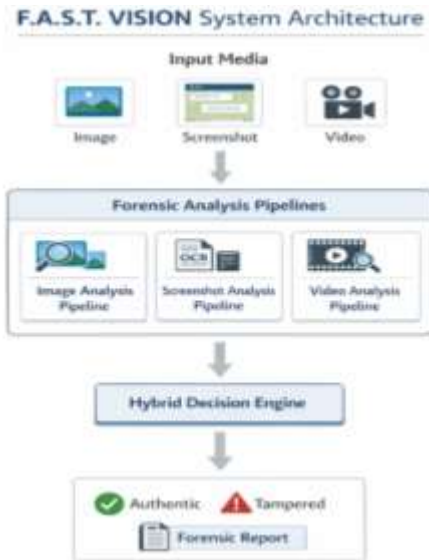 F.A.S.T. VISION System Architecture
Input Media
Image
Screenshot
Video
Forensic Analysis Pipelines
OCR
Image Analysis
Pipeline
Screenshot Analysis
Pipeline
Video Analysis
Pipeline
Hybrid Decision Engine
Authentic
Tampered
Forensic Report